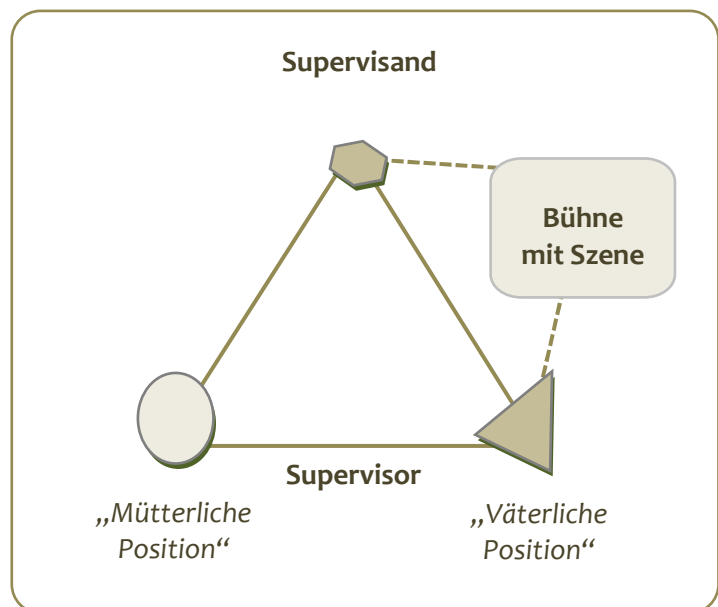 Supervisand
Bühne
mit Szene
Supervisor
„Mütterliche
Position“
„Väterliche
Position“